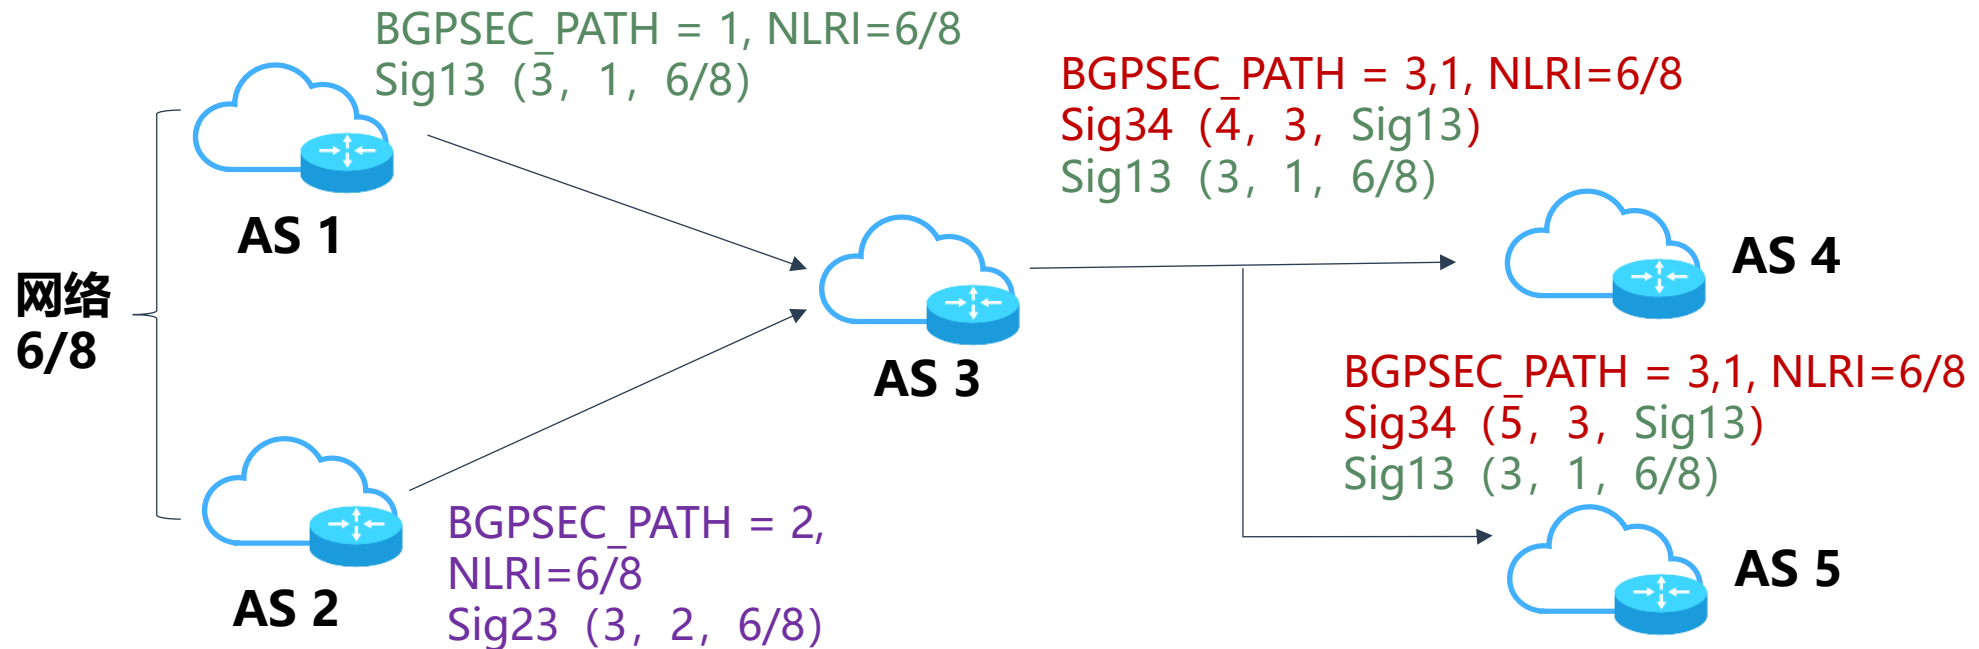 BGPSEC_PATH = 1, NLRI=6/8
Sig13（3，1，6/8）
AS 1
网络
6/8
AS 2
BGPSEC_PATH = 2,
NLRI=6/8
Sig23（3，2，6/8）
AS 3
BGPSEC_PATH = 3,1, NLRI=6/8
Sig34（4，3，Sig13）
Sig13（3，1，6/8）
AS 4
BGPSEC_PATH = 3,1, NLRI=6/8
Sig34（5，3，Sig13）
Sig13（3，1，6/8）
AS 5